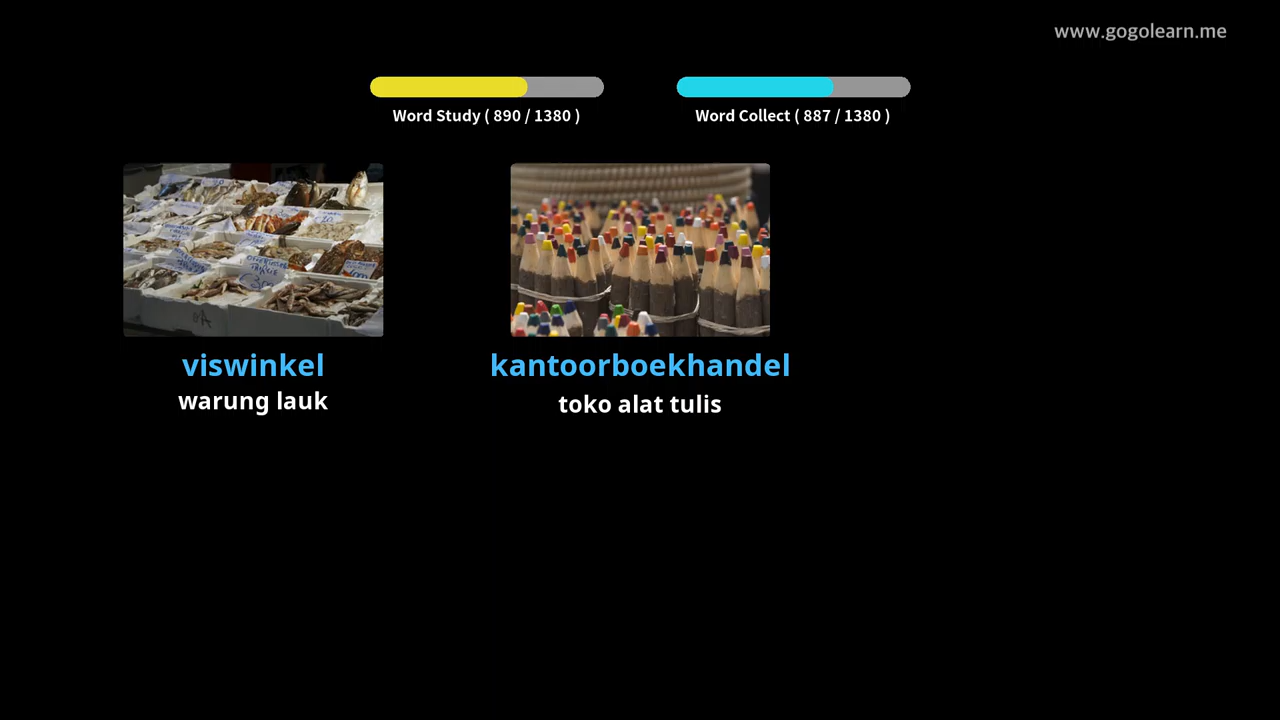 www.gogolearn.me
Word Study ( 890 / 1380 )
Word Collect ( 887 / 1380 )
viswinkel
warung lauk
kantoorboekhandel
toko alat tulis